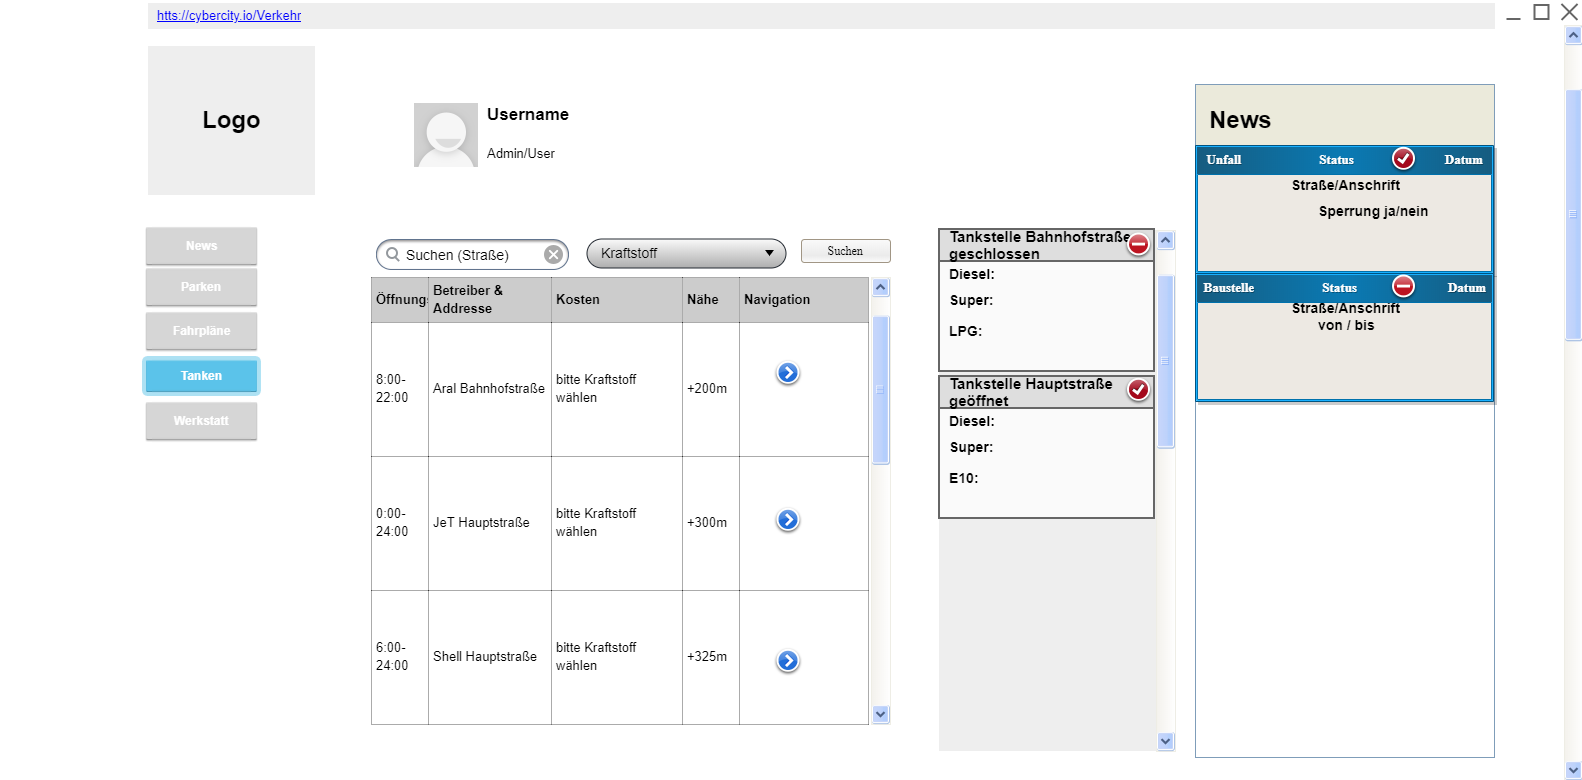 htts://cybercity.io/Verkehr
Logo
Username
Admin/User
News
Parken
Fahrpläne
Tanken
Werkstatt
Suchen (Straße)
Kraftstoff
Suchen
Öffnungs
Betreiber &
Addresse
Kosten
Nähe
Navigation
8:00-
22:00
Aral Bahnhofstraße
bitte Kraftstoff
wählen
+200m
0:00-
24:00
JeT Hauptstraße
bitte Kraftstoff
wählen
+300m
6:00-
24:00
Shell Hauptstraße
bitte Kraftstoff
wählen
+325m
Tankstelle Bahnhofstraße
geschlossen
Diesel:
Super:
LPG:
Tankstelle Hauptstraße
geöffnet
Diesel:
Super:
E10:
News
Unfall Status Datum
Straße/Anschrift
Sperrung ja/nein
Baustelle Status Datum
Straße/Anschrift
von / bis